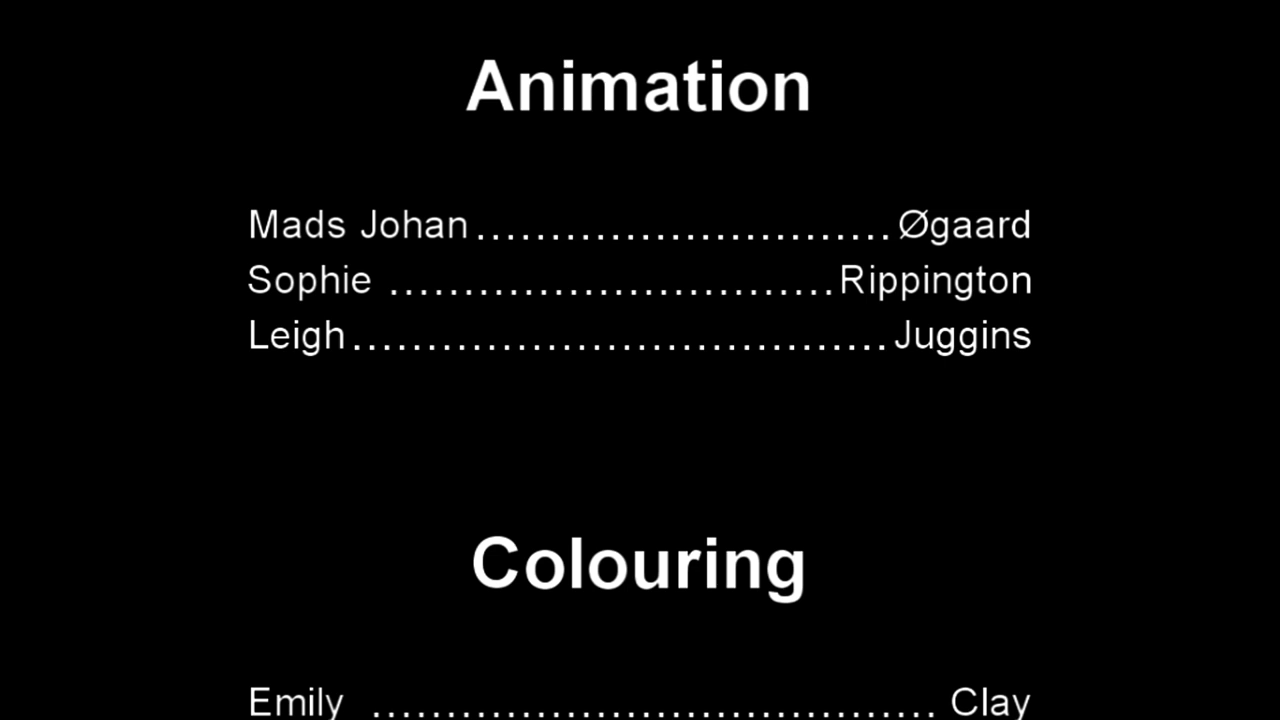 Animation
Mads Johan............................Øgaard
Sophie ..............................Rippington
Leigh....................................Juggins
Colouring
Emily ...................................... Clay